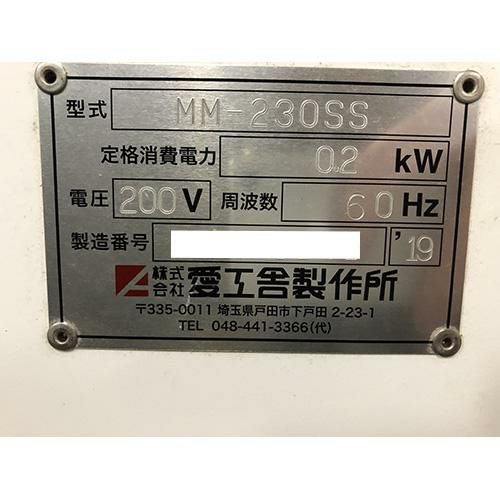 型式 MM-230SS
定格消費電力 0.2 kW
電圧 200 V 周波数 60 Hz
製造番号 '19
株式会社 愛工舎製作所
〒335-0011 埼玉県戸田市下戸田 2-23-1
TEL 048-441-3366(代)